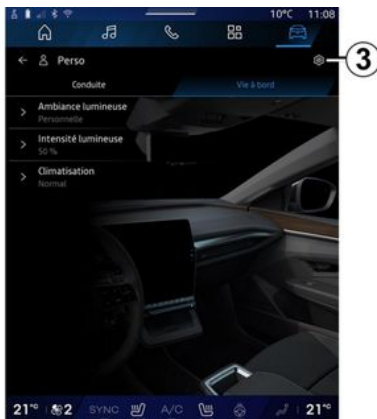 10°C 11:08
Perso
3
Conduite Vie à bord
Ambiance lumineuse
Personnelle
Intensité lumineuse
50 %
Climatisation
Normal
21°C 2 SYNC A/C 21°C